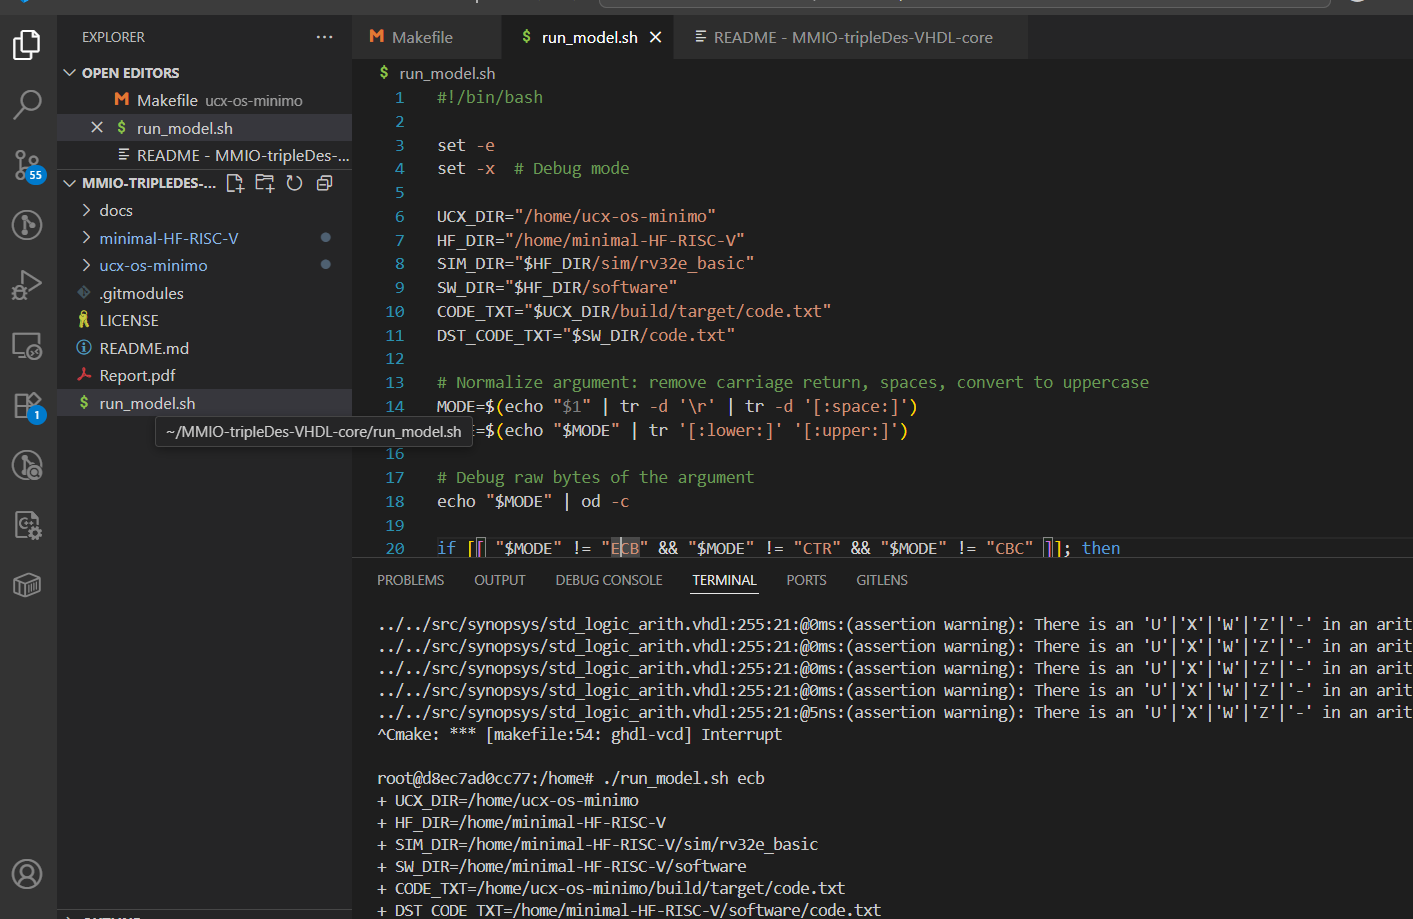 EXPLORER
OPEN EDITORS
Makefile ucx-os-minimo
run_model.sh
README - MMIO-tripleDes-...
MMIO-TRIPLEDES-...
docs
minimal-HF-RISC-V
ucx-os-minimo
.gitmodules
LICENSE
README.md
Report.pdf
run_model.sh
~/MMIO-tripleDes-VHDL-core/run_model.sh
55
1
Makefile
run_model.sh
README - MMIO-tripleDes-VHDL-core
run_model.sh
1 #!/bin/bash
2
3 set -e
4 set -x  # Debug mode
5
6 UCX_DIR="/home/ucx-os-minimo"
7 HF_DIR="/home/minimal-HF-RISC-V"
8 SIM_DIR="$HF_DIR/sim/rv32e_basic"
9 SW_DIR="$HF_DIR/software"
10 CODE_TXT="$UCX_DIR/build/target/code.txt"
11 DST_CODE_TXT="$SW_DIR/code.txt"
12
13 # Normalize argument: remove carriage return, spaces, convert to uppercase
14 MODE=$(echo "$1" | tr -d '\r' | tr -d '[:space:]')
=$(echo "$MODE" | tr '[:lower:]' '[:upper:]')
16
17 # Debug raw bytes of the argument
18 echo "$MODE" | od -c
19
20 if [[ "$MODE" != "ECB" && "$MODE" != "CTR" && "$MODE" != "CBC" ]]; then
PROBLEMS OUTPUT DEBUG CONSOLE TERMINAL PORTS GITLENS
../../src/synopsys/std_logic_arith.vhdl:255:21:@0ms:(assertion warning): There is an 'U'|'X'|'W'|'Z'|'-' in an arit
../../src/synopsys/std_logic_arith.vhdl:255:21:@0ms:(assertion warning): There is an 'U'|'X'|'W'|'Z'|'-' in an arit
../../src/synopsys/std_logic_arith.vhdl:255:21:@0ms:(assertion warning): There is an 'U'|'X'|'W'|'Z'|'-' in an arit
../../src/synopsys/std_logic_arith.vhdl:255:21:@0ms:(assertion warning): There is an 'U'|'X'|'W'|'Z'|'-' in an arit
../../src/synopsys/std_logic_arith.vhdl:255:21:@5ns:(assertion warning): There is an 'U'|'X'|'W'|'Z'|'-' in an arit
^Cmake: *** [makefile:54: ghdl-vcd] Interrupt
root@d8ec7ad0cc77:/home# ./run_model.sh ecb
+ UCX_DIR=/home/ucx-os-minimo
+ HF_DIR=/home/minimal-HF-RISC-V
+ SIM_DIR=/home/minimal-HF-RISC-V/sim/rv32e_basic
+ SW_DIR=/home/minimal-HF-RISC-V/software
+ CODE_TXT=/home/ucx-os-minimo/build/target/code.txt
+ DST_CODE_TXT=/home/minimal-HF-RISC-V/software/code.txt